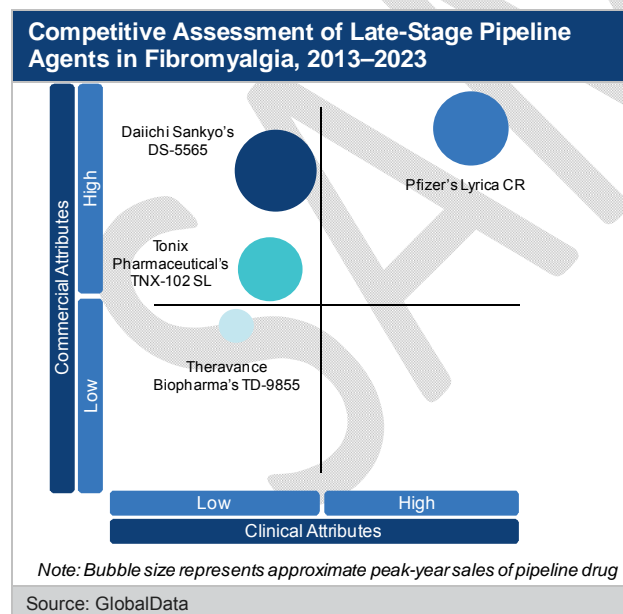 Competitive Assessment of Late-Stage Pipeline
Agents in Fibromyalgia, 2013–2023
Commercial Attributes
High
Low
Daiichi Sankyo's
DS-5565
Pfizer's Lyrica CR
Tonix
Pharmaceutical's
TNX-102 SL
Theravance
Biopharma's TD-9855
Low
High
Clinical Attributes
Note: Bubble size represents approximate peak-year sales of pipeline drug
Source: GlobalData